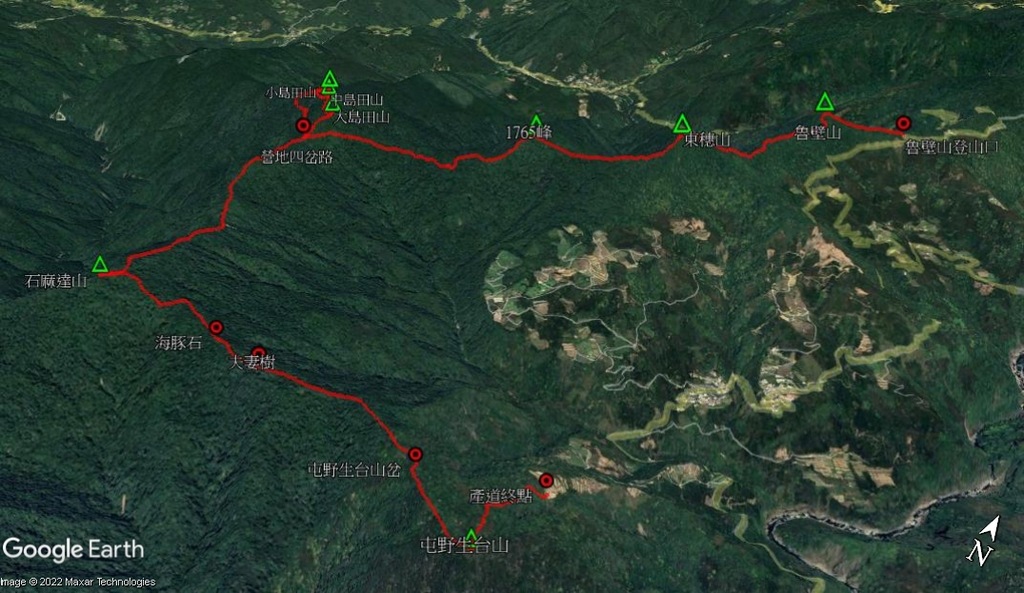 小島田山
中島田山
大島田山
營地四岔路
1765峰
東穗山
魯壁山
魯壁山登山口
石麻達山
海豚石
夫妻樹
屯野生台山岔
產道終點
屯野生台山
Google Earth
Image © 2022 Maxar Technologies
N